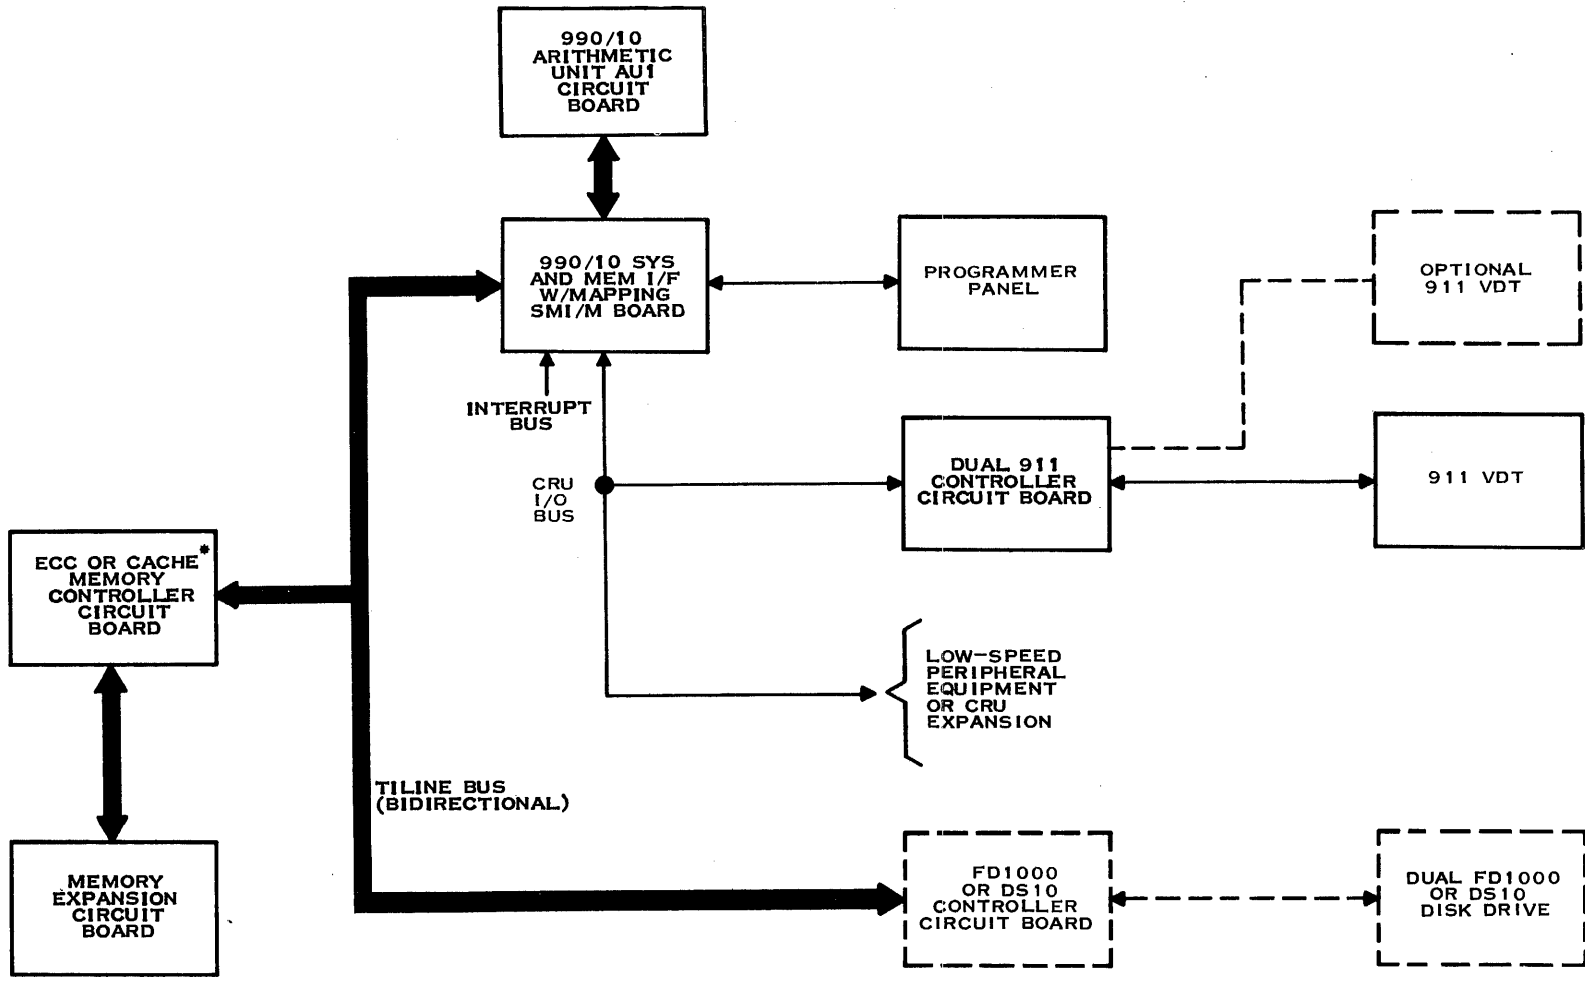 990/10
ARITHMETIC
UNIT AU1
CIRCUIT
BOARD
990/10 SYS
AND MEM I/F
W/MAPPING
SMI/M BOARD
PROGRAMMER
PANEL
OPTIONAL
911 VDT
INTERRUPT
BUS
CRU
I/O
BUS
DUAL 911
CONTROLLER
CIRCUIT BOARD
911 VDT
ECC OR CACHE*
MEMORY
CONTROLLER
CIRCUIT
BOARD
LOW-SPEED
PERIPHERAL
EQUIPMENT
OR CRU
EXPANSION
TILINE BUS
(BIDIRECTIONAL)
MEMORY
EXPANSION
CIRCUIT
BOARD
FD1000
OR DS10
CONTROLLER
CIRCUIT BOARD
DUAL FD1000
OR DS10
DISK DRIVE